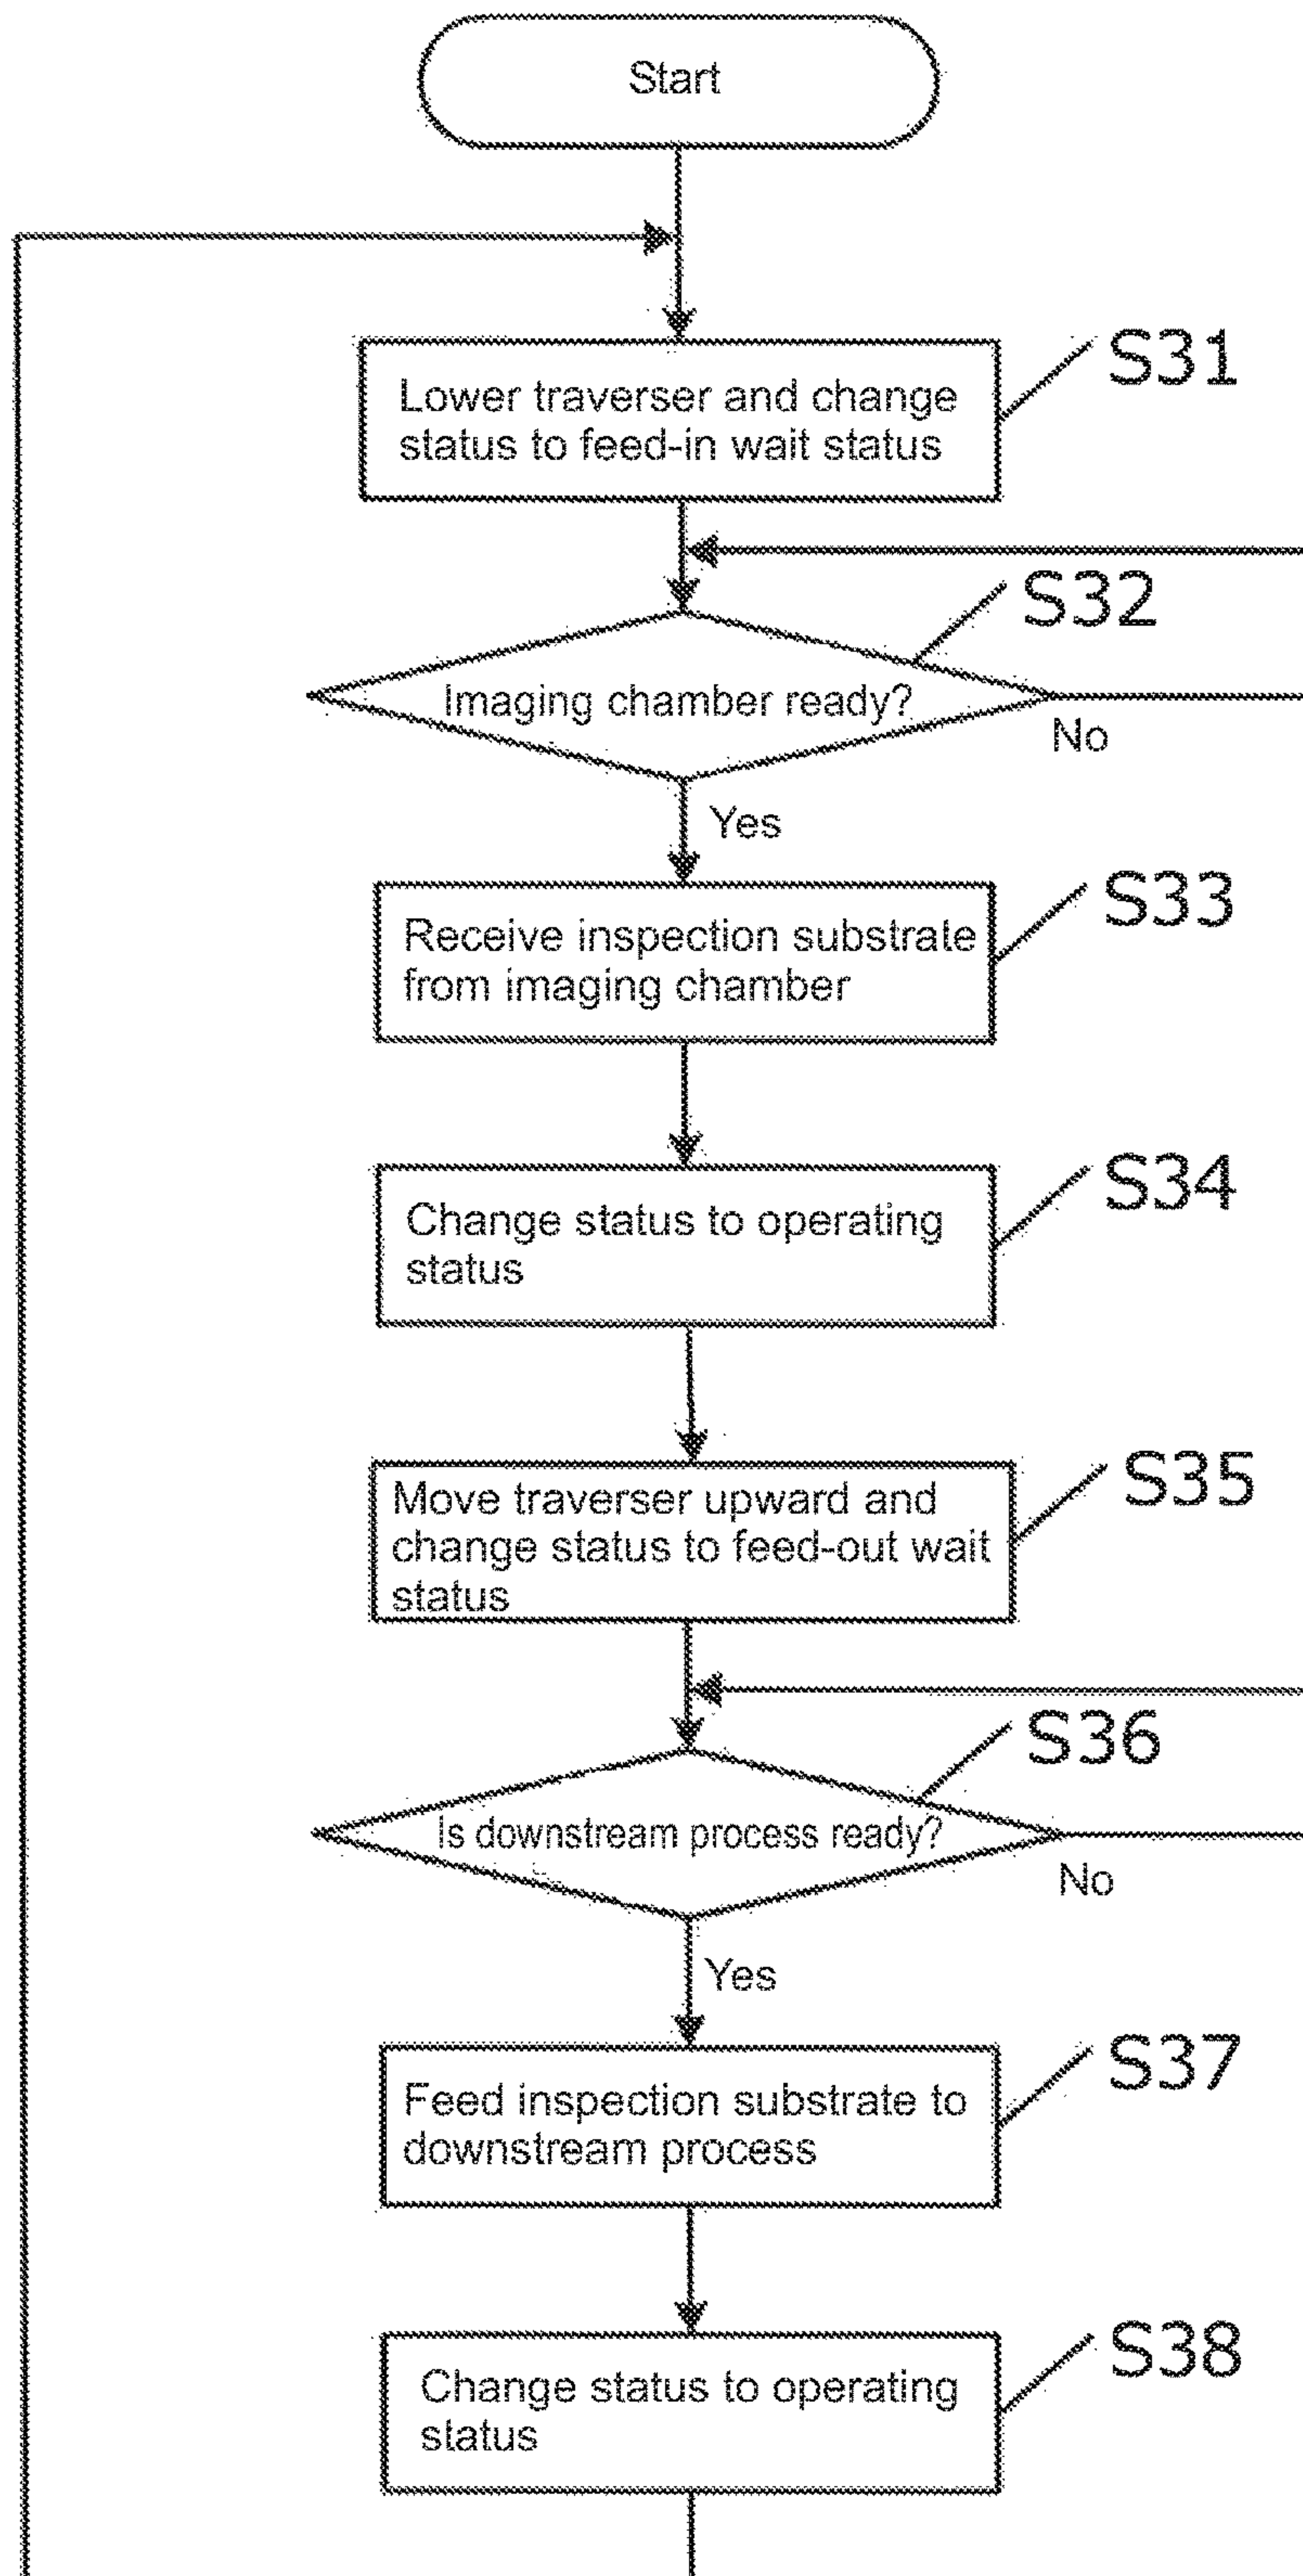 Start
S31
Lower traverser and change
status to feed-in wait status
S32
Imaging chamber ready?
No
Yes
S33
Receive inspection substrate
from imaging chamber
S34
Change status to operating
status
S35
Move traverser upward and
change status to feed-out wait
status
S36
Is downstream process ready?
No
Yes
S37
Feed inspection substrate to
downstream process
S38
Change status to operating
status